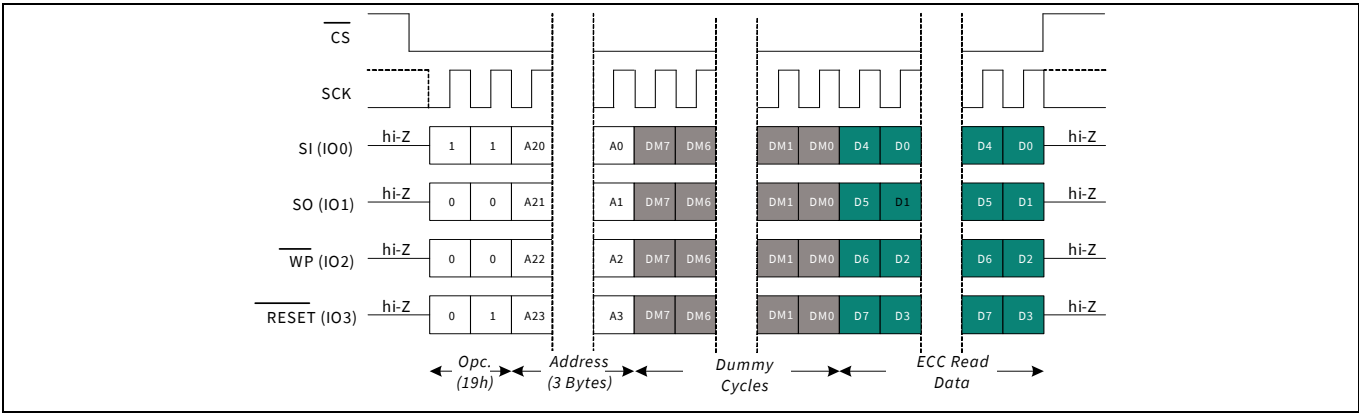 CS
SCK
SI (IO0) hi-Z 1 1 A20 A0 DM7 DM6 DM1 DM0 D4 D0 D4 D0 hi-Z
SO (IO1) hi-Z 0 0 A21 A1 DM7 DM6 DM1 DM0 D5 D1 D5 D1 hi-Z
WP (IO2) hi-Z 0 0 A22 A2 DM7 DM6 DM1 DM0 D6 D2 D6 D2 hi-Z
RESET (IO3) hi-Z 0 1 A23 A3 DM7 DM6 DM1 DM0 D7 D3 D7 D3 hi-Z
Opc. Address Dummy ECC Read
(19h) (3 Bytes) Cycles Data